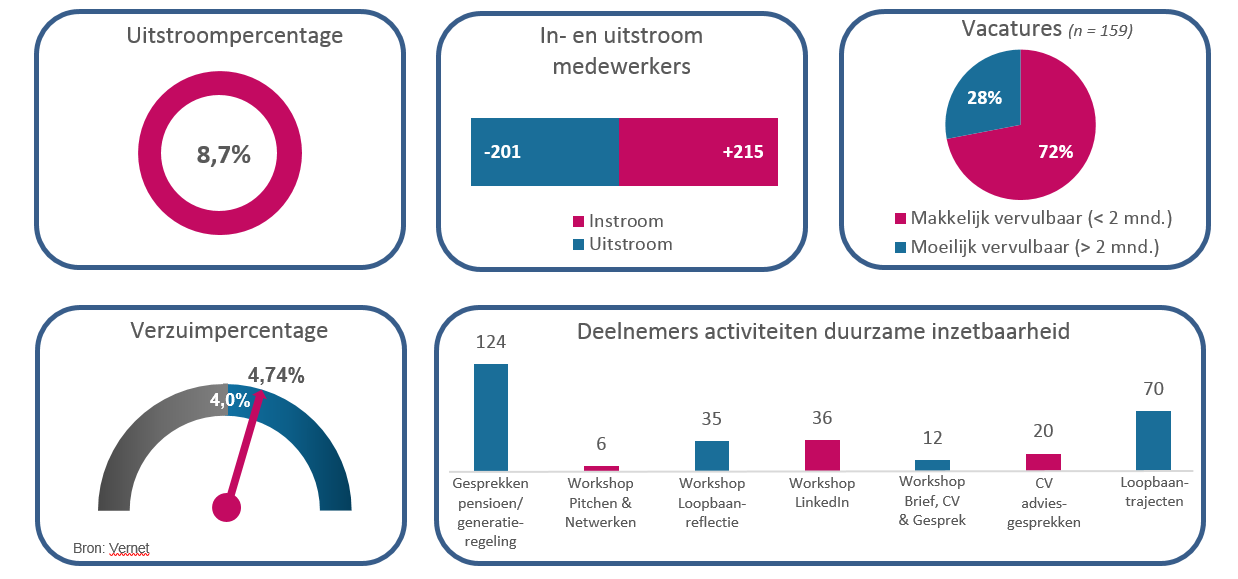 Uitstroompercentage
8,7%
In- en uitstroom
medewerkers
-201
+215
Instroom
Uitstroom
Vacatures (n = 159)
28%
72%
Makkelijk vervulbaar (< 2 mnd.)
Moeilijk vervulbaar (> 2 mnd.)
Verzuimpercentage
4,74%
4,0%
Bron: Vernet
Deelnemers activiteiten duurzame inzetbaarheid
124
6
35
36
12
20
70
Gesprekken
pensioen/
generatie-
regeling
Workshop
Pitchen &
Netwerken
Workshop
Loopbaan-
reflectie
Workshop
LinkedIn
Workshop
Brief, CV
& Gesprek
CV
advies-
gesprekken
Loopbaan-
trajecten